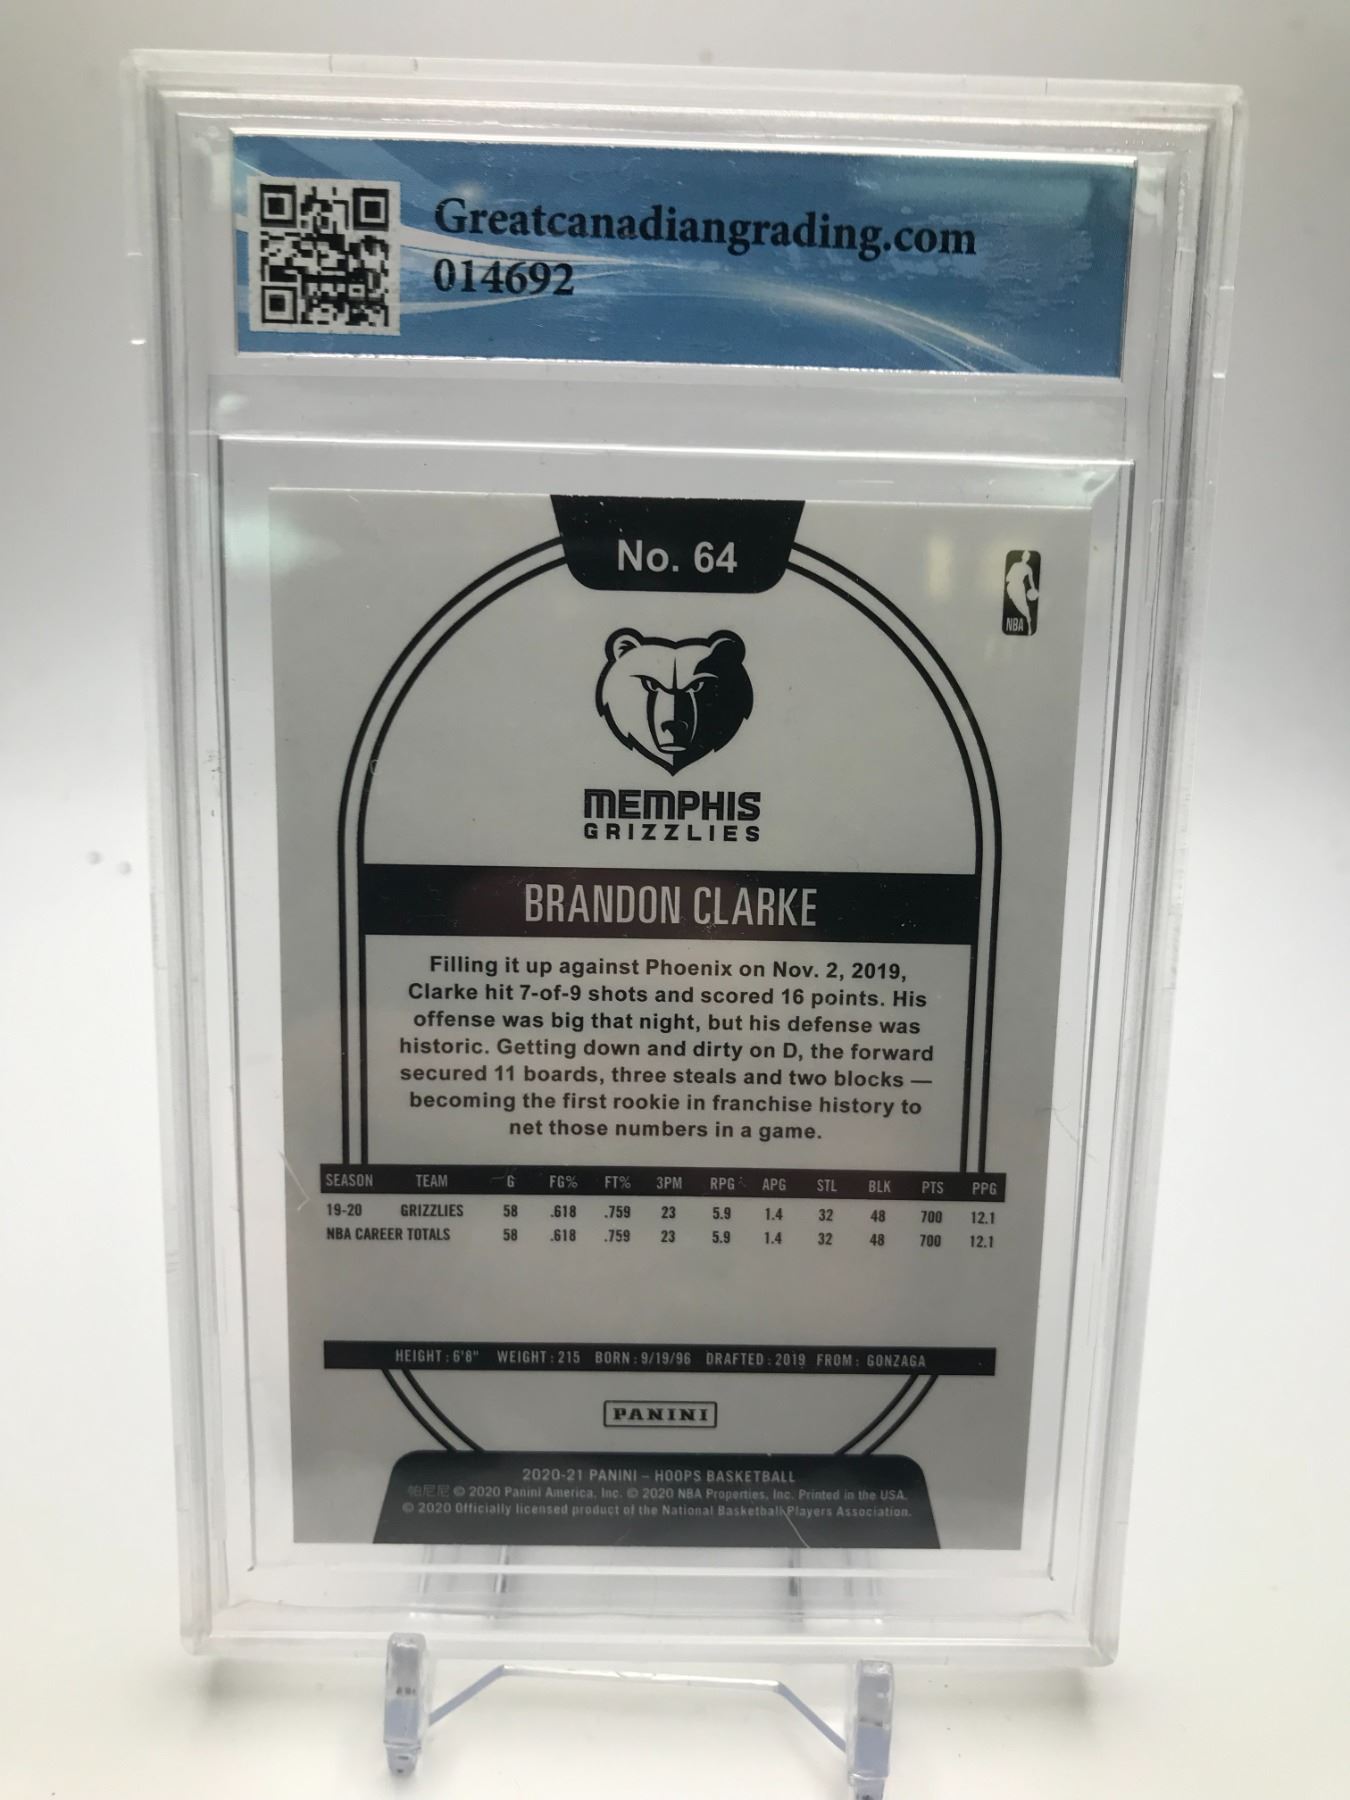 Greatcanadiangrading.com
014692
No. 64
NBA
MEMPHIS
GRIZZLIES
BRANDON CLARKE
Filling it up against Phoenix on Nov. 2, 2019,
Clarke hit 7-of-9 shots and scored 16 points. His
offense was big that night, but his defense was
historic. Getting down and dirty on D, the forward
secured 11 boards, three steals and two blocks —
becoming the first rookie in franchise history to
net those numbers in a game.
SEASON TEAM G FG% FT% 3PM RPG APG STL BLK PTS PPG
19-20 GRIZZLIES 58 .618 .759 23 5.9 1.4 32 48 700 12.1
NBA CAREER TOTALS 58 .618 .759 23 5.9 1.4 32 48 700 12.1
HEIGHT: 6'8" WEIGHT: 215 BORN: 9/19/96 DRAFTED: 2019 FROM: GONZAGA
PANINI
2020-21 PANINI – HOOPS BASKETBALL
帕尼尼 © 2020 Panini America, Inc. © 2020 NBA Properties, Inc. Printed in the USA.
© 2020 Officially licensed product of the National Basketball Players Association.